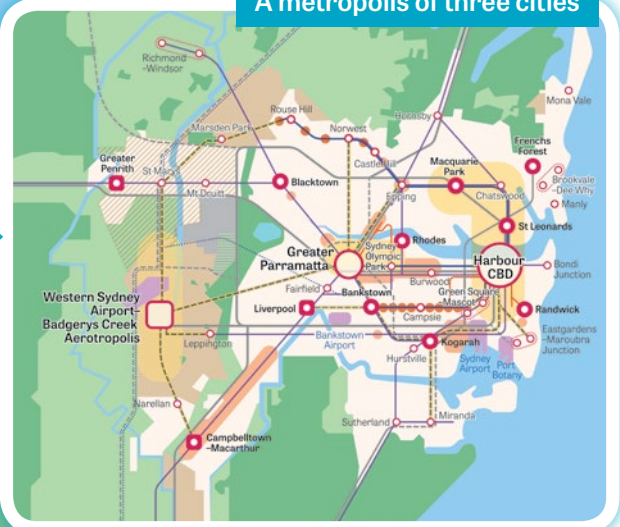 A metropolis of three cities
Richmond
–Windsor
Marsden Park
Rouse Hill
Norwest
Castle Hill
Hornsby
Mona Vale
Frenchs
Forest
Brookvale
–Dee Why
Manly
Greater
Penrith
St Marys
Mt Druitt
Blacktown
Macquarie
Park
Epping
Chatswood
St Leonards
Greater
Parramatta
Sydney
Olympic
Park
Rhodes
Harbour
CBD
Bondi
Junction
Burwood
Fairfield
Bankstown
Green Square
–Mascot
Western Sydney
Airport–
Badgerys Creek
Aerotropolis
Liverpool
Campsie
Randwick
Leppington
Bankstown
Airport
Kogarah
Hurstville
Sydney
Airport
Port
Botany
Eastgardens
–Maroubra
Junction
Narellan
Campbelltown
–Macarthur
Sutherland
Miranda